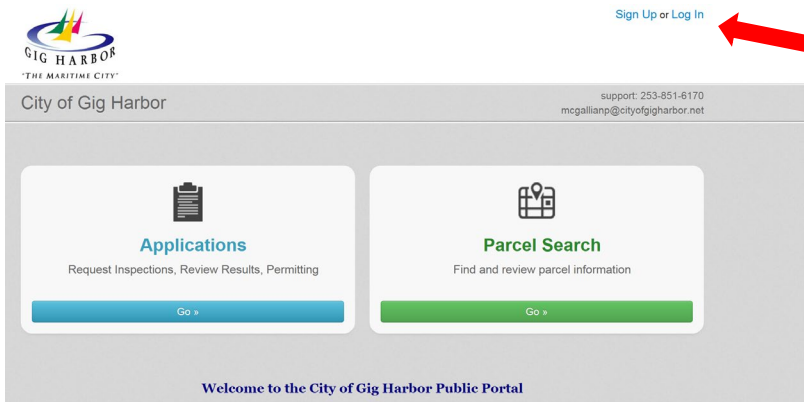 Sign Up or Log In
GIG HARBOR
"THE MARITIME CITY"
City of Gig Harbor
support: 253-851-6170
mcgallianp@cityofgigharbor.net
Applications
Request Inspections, Review Results, Permitting
Go »
Parcel Search
Find and review parcel information
Go »
Welcome to the City of Gig Harbor Public Portal